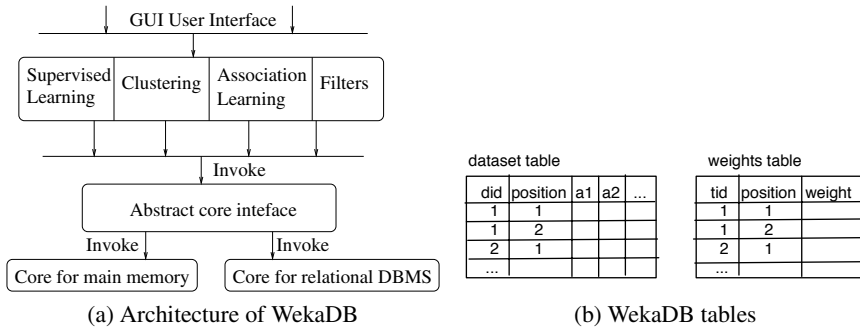 GUI User Interface
Supervised Learning
Clustering
Association Learning
Filters
Invoke
Abstract core inteface
Invoke Invoke
Core for main memory
Core for relational DBMS
(a) Architecture of WekaDB
dataset table
did position a1 a2 ...
1 1
1 2
2 1
...
weights table
tid position weight
1 1
1 2
2 1
...
(b) WekaDB tables